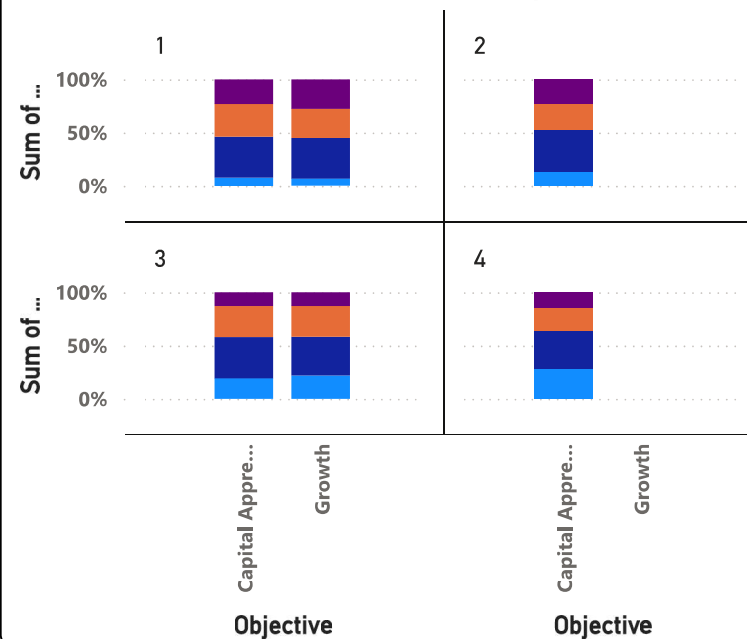 1
2
100%
50%
0%
Sum of ...
3
4
100%
50%
0%
Sum of ...
Capital Appre...
Growth
Capital Appre...
Growth
Objective
Objective